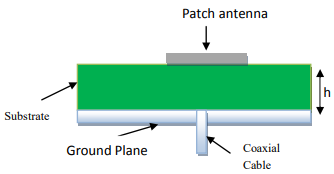 Patch antenna
h
Substrate
Ground Plane
Coaxial
Cable